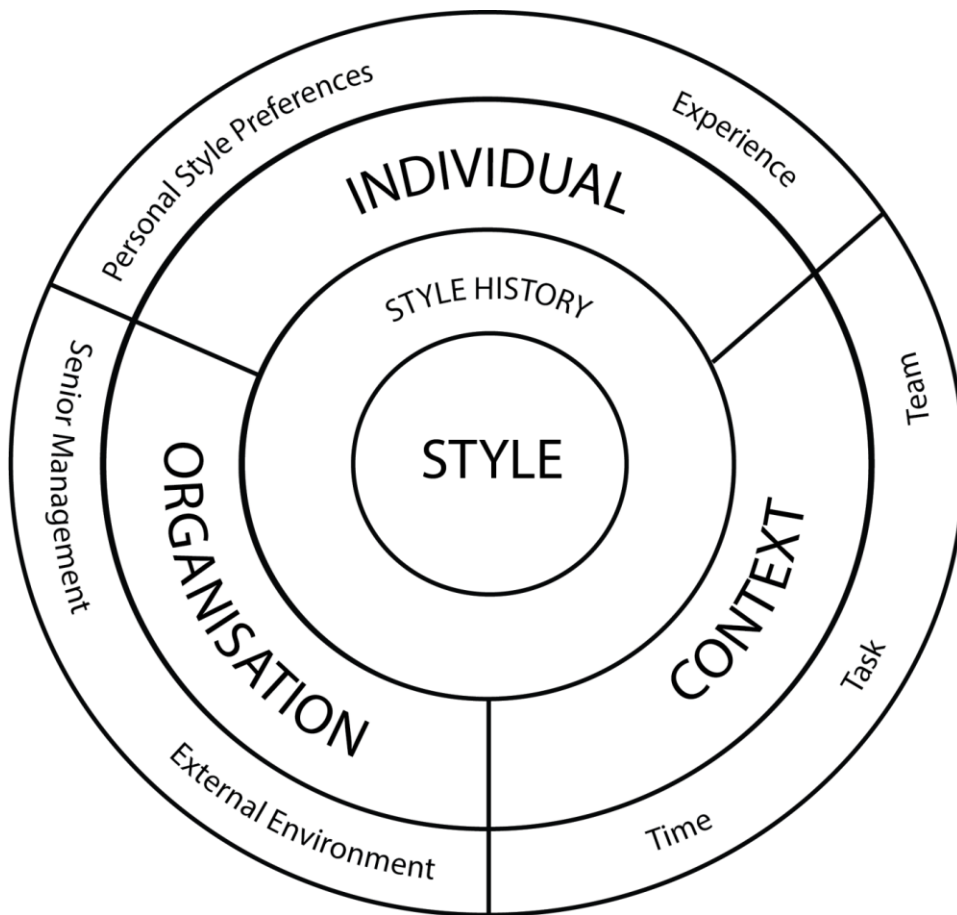 Personal Style Preferences
Experience
INDIVIDUAL
STYLE HISTORY
STYLE
Team
Senior Management
ORGANISATION
CONTEXT
Task
External Environment
Time